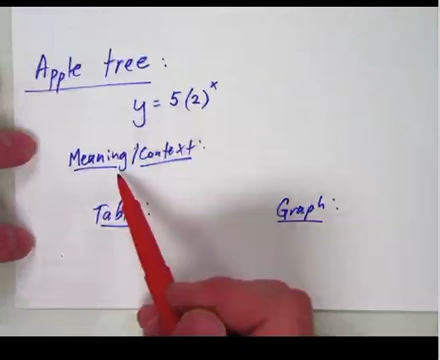 Apple tree:
y = 5(2)^x
Meaning/Context:
Table:
Graph: